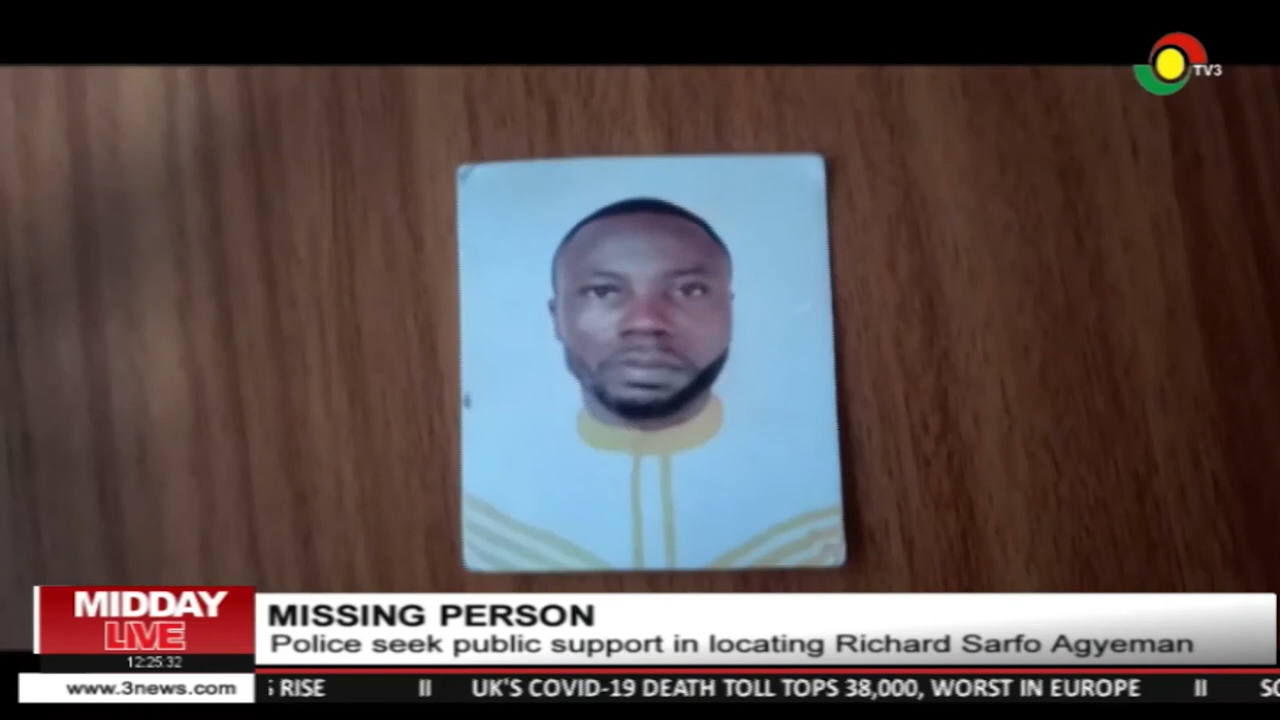 TV3
MIDDAY
LIVE
12:25:32
www.3news.com
MISSING PERSON
Police seek public support in locating Richard Sarfo Agyeman
RISE || UK'S COVID-19 DEATH TOLL TOPS 38,000, WORST IN EUROPE ||